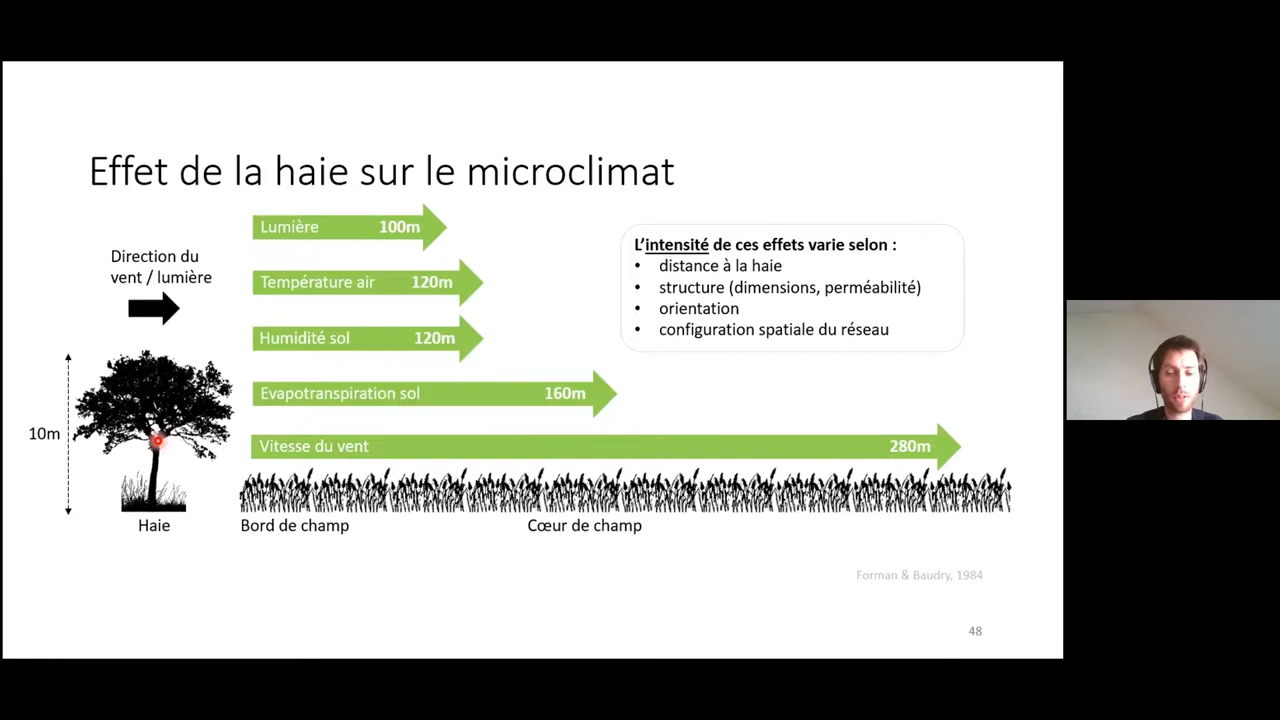 Effet de la haie sur le microclimat
Direction du
vent / lumière
Lumière 100m
Température air 120m
Humidité sol 120m
Evapotranspiration sol 160m
Vitesse du vent 280m
L'intensité de ces effets varie selon :
• distance à la haie
• structure (dimensions, perméabilité)
• orientation
• configuration spatiale du réseau
10m
Haie
Bord de champ
Cœur de champ
Forman & Baudry, 1984
48